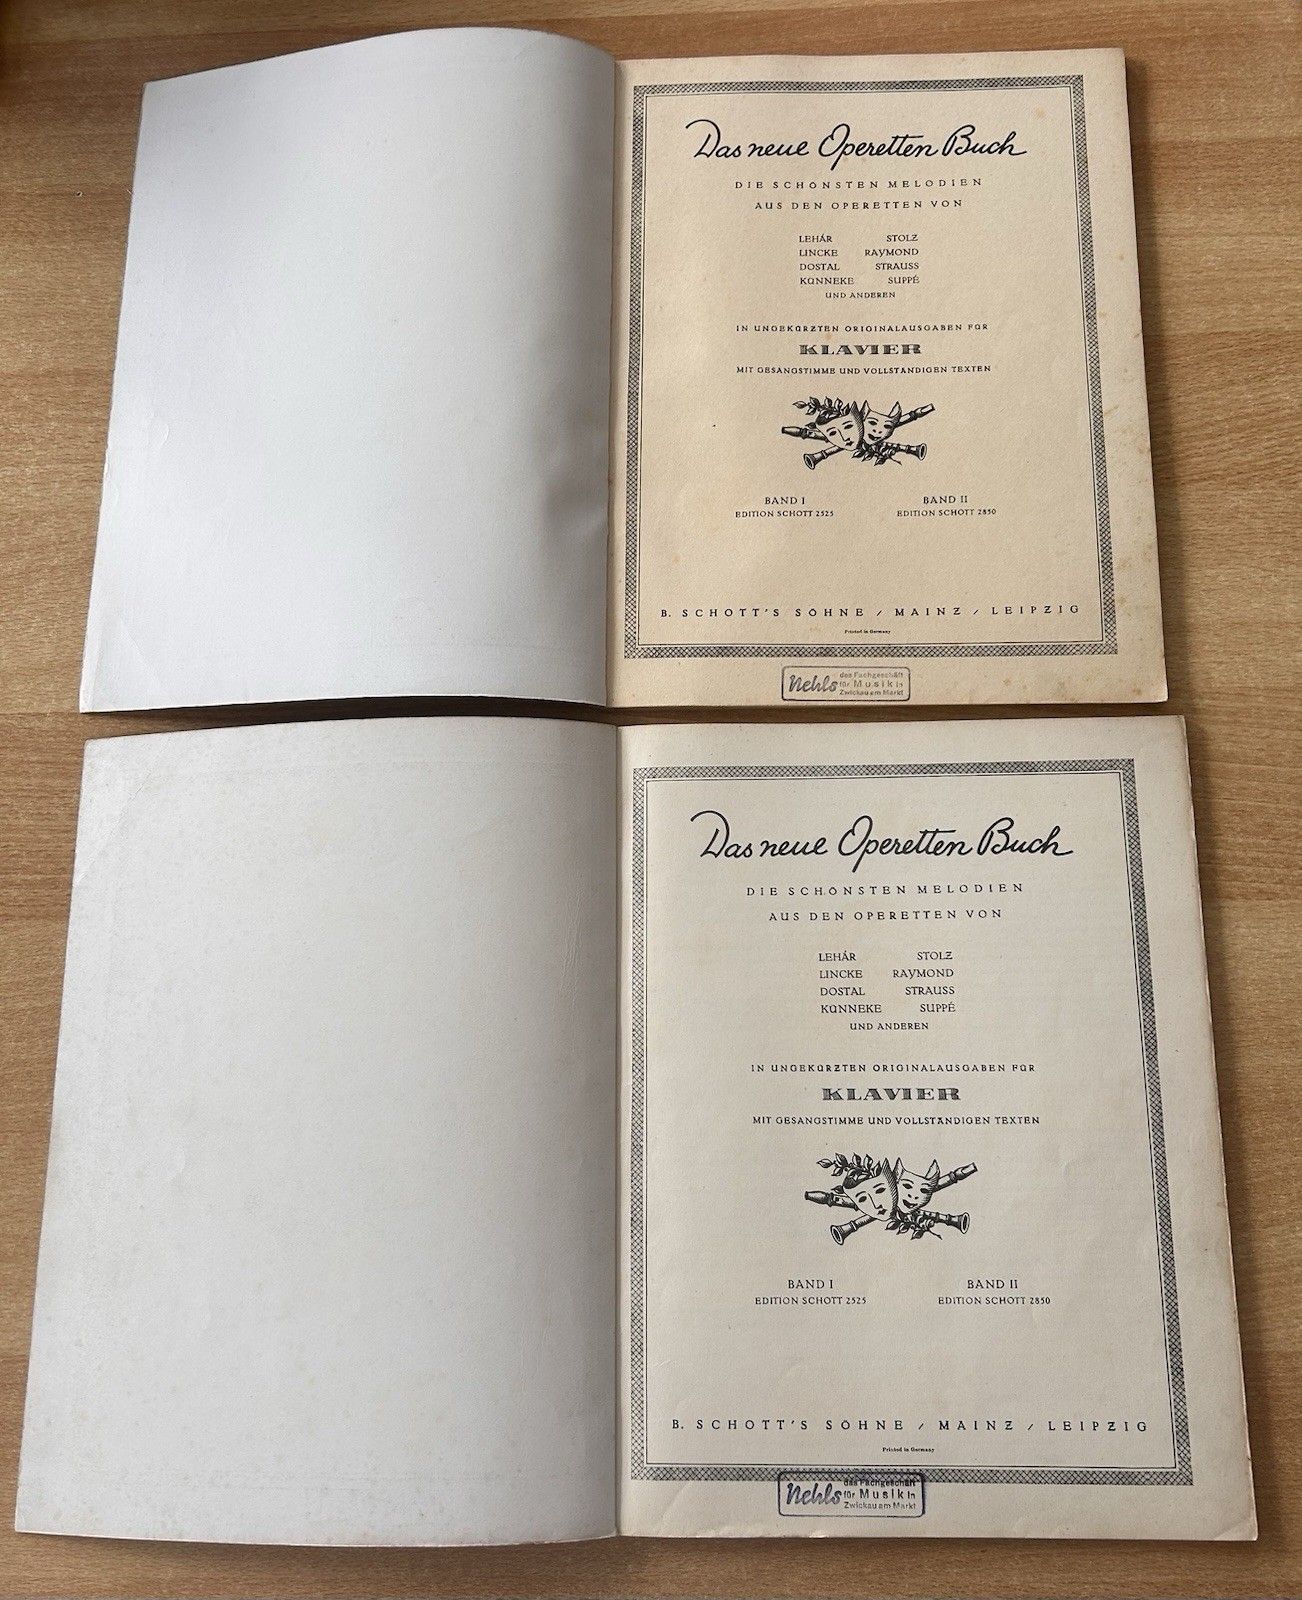 Das neue Operetten Buch
DIE SCHÖNSTEN MELODIEN
AUS DEN OPERETTEN VON
LEHÁR STOLZ
LINCKE RAYMOND
DOSTAL STRAUSS
KÜNNEKE SUPPÉ
UND ANDEREN
IN UNGEKÜRZTEN ORIGINALAUSGABEN FÜR
KLAVIER
MIT GESANGSTIMME UND VOLLSTÄNDIGEN TEXTEN
BAND I BAND II
EDITION SCHOTT 2525 EDITION SCHOTT 2850
B. SCHOTT'S SÖHNE / MAINZ / LEIPZIG
Printed in Germany
Nehls das Fachgeschäft
für Musik in
Zwickau am Markt
Das neue Operetten Buch
DIE SCHÖNSTEN MELODIEN
AUS DEN OPERETTEN VON
LEHÁR STOLZ
LINCKE RAYMOND
DOSTAL STRAUSS
KÜNNEKE SUPPÉ
UND ANDEREN
IN UNGEKÜRZTEN ORIGINALAUSGABEN FÜR
KLAVIER
MIT GESANGSTIMME UND VOLLSTÄNDIGEN TEXTEN
BAND I BAND II
EDITION SCHOTT 2525 EDITION SCHOTT 2850
B. SCHOTT'S SÖHNE / MAINZ / LEIPZIG
Printed in Germany
Nehls das Fachgeschäft
für Musik in
Zwickau am Markt